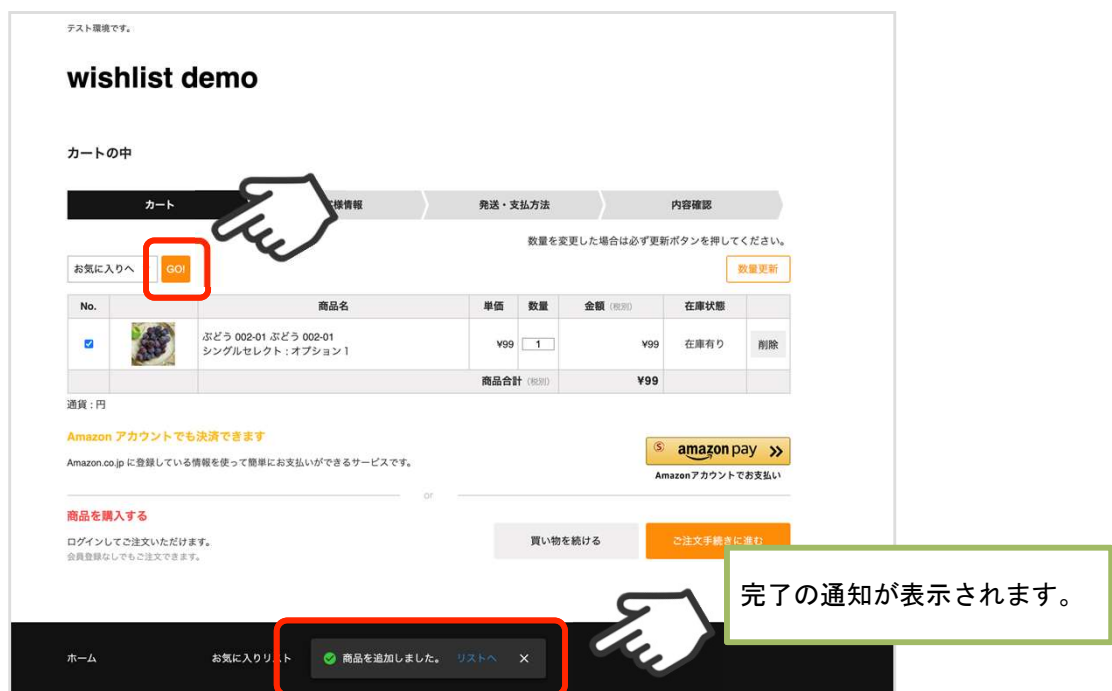 テスト環境です。
wishlist demo
カートの中
カート
様情報
発送・支払方法
内容確認
数量を変更した場合は必ず更新ボタンを押してください。
お気に入りへ
GO!
数量更新
No.
商品名
単価
数量
金額（税別）
在庫状態
ぶどう 002-01 ぶどう 002-01
シングルセレクト : オプション 1
¥99
1
¥99
在庫有り
削除
商品合計（税別）
¥99
通貨 : 円
Amazon アカウントでも決済できます
Amazon.co.jp に登録している情報を使って簡単にお支払いができるサービスです。
S amazon pay
Amazonアカウントでお支払い
or
商品を購入する
ログインしてご注文いただけます。
会員登録なしでもご注文できます。
買い物を続ける
ご注文手続きに進む
完了の通知が表示されます。
ホーム
お気に入りリスト
商品を追加しました。 リストへ ×